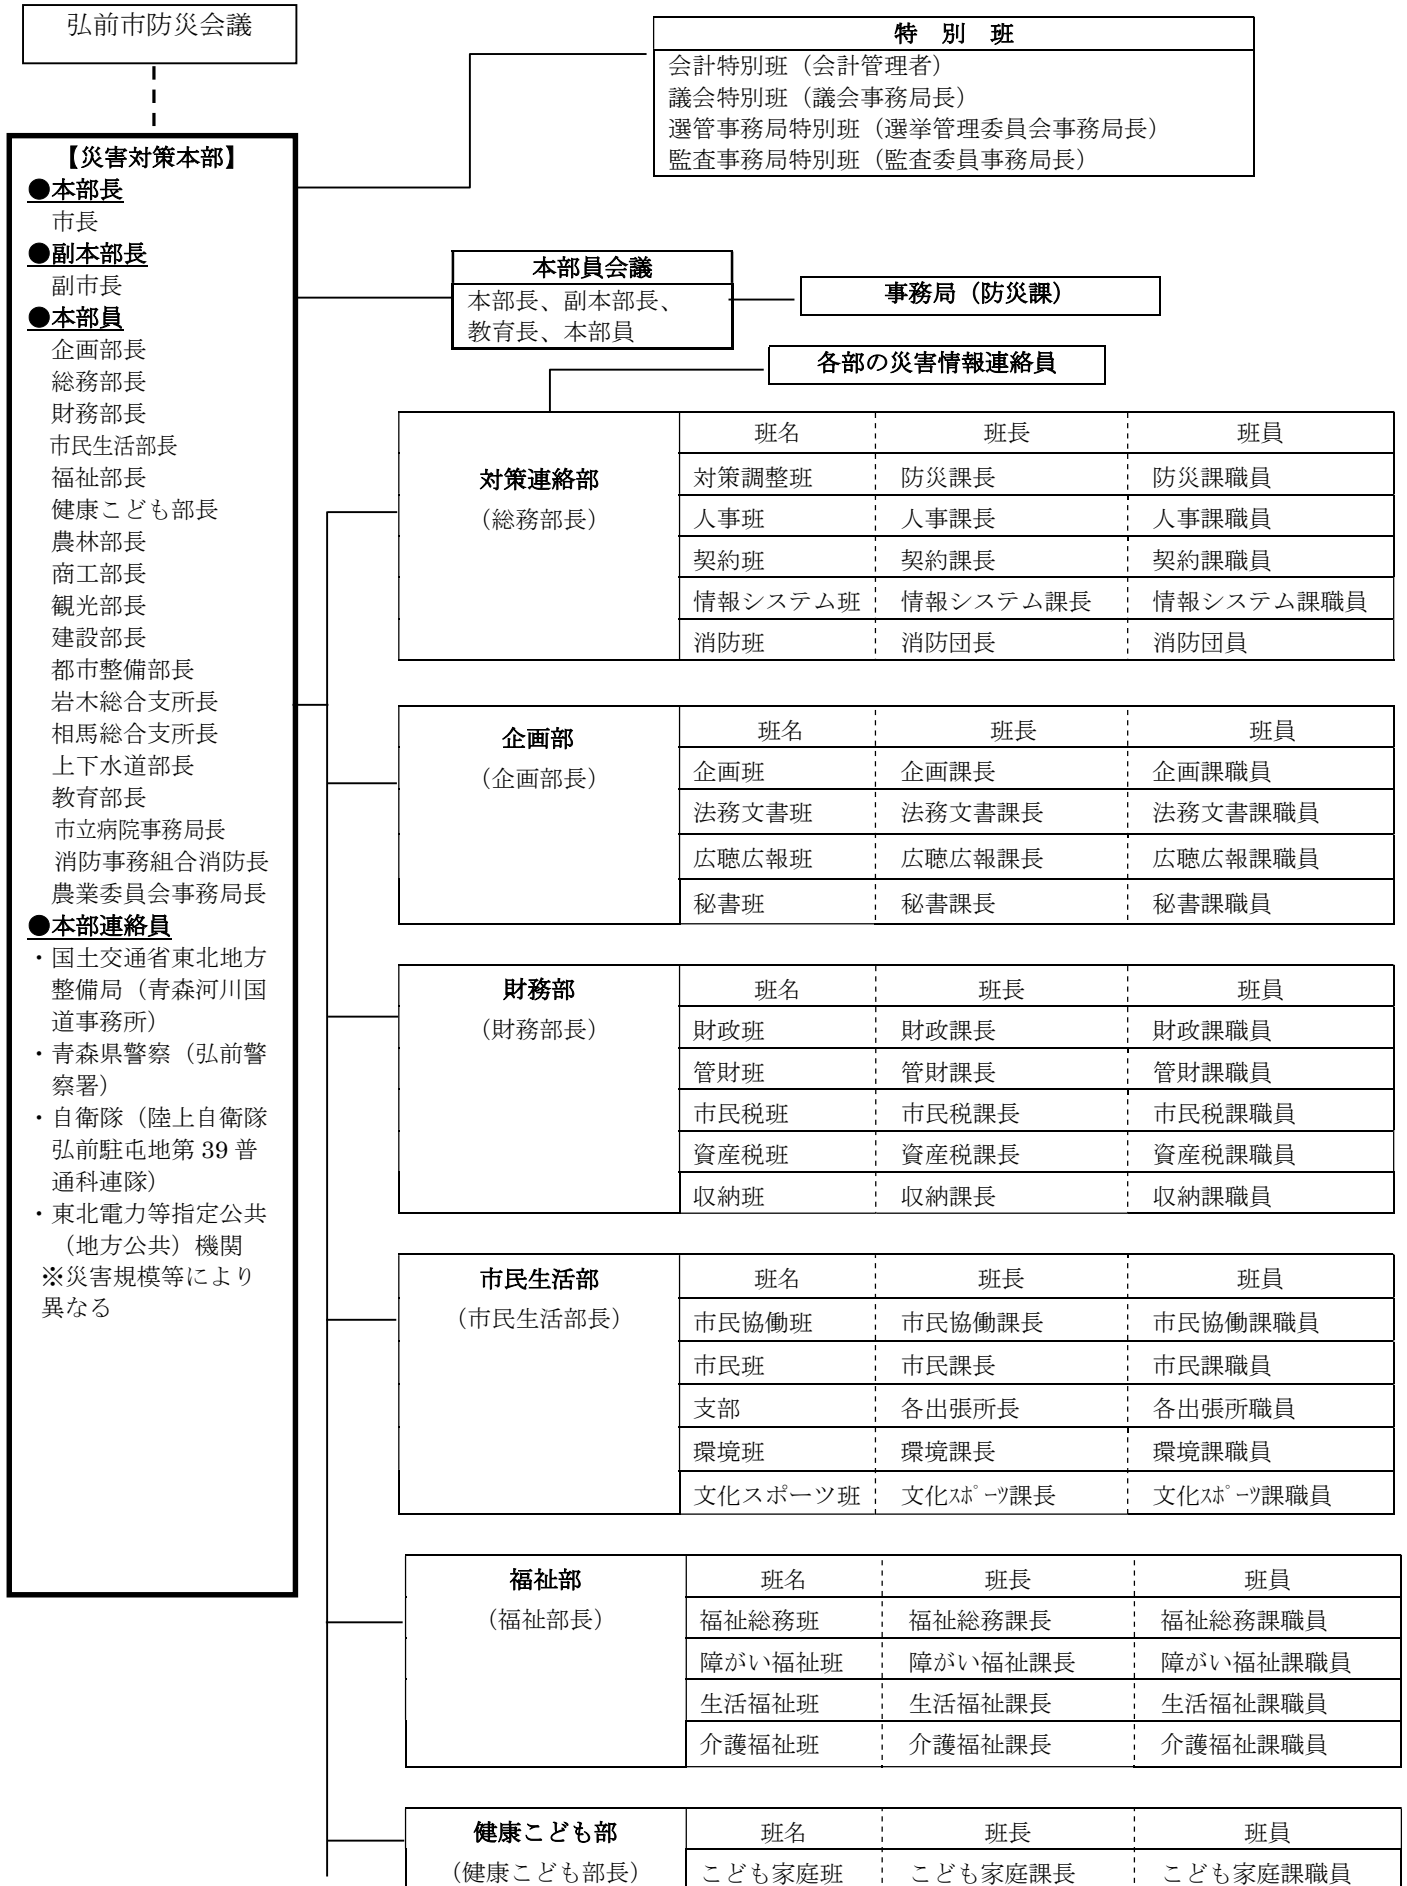 弘前市防災会議
特 別 班
会計特別班（会計管理者）
議会特別班（議会事務局長）
選管事務局特別班（選挙管理委員会事務局長）
監査事務局特別班（監査委員事務局長）
【災害対策本部】
●本部長
市長
●副本部長
副市長
●本部員
企画部長
総務部長
財務部長
市民生活部長
福祉部長
健康こども部長
農林部長
商工部長
観光部長
建設部長
都市整備部長
岩木総合支所長
相馬総合支所長
上下水道部長
教育部長
市立病院事務局長
消防事務組合消防長
農業委員会事務局長
●本部連絡員
・国土交通省東北地方
整備局（青森河川国
道事務所）
・青森県警察（弘前警
察署）
・自衛隊（陸上自衛隊
弘前駐屯地第 39 普
通科連隊）
・東北電力等指定公共
（地方公共）機関
※災害規模等により
異なる
本部員会議
本部長、副本部長、
教育長、本部員
事務局（防災課）
各部の災害情報連絡員
対策連絡部
（総務部長）
班名 班長 班員
対策調整班 防災課長 防災課職員
人事班 人事課長 人事課職員
契約班 契約課長 契約課職員
情報システム班 情報システム課長 情報システム課職員
消防班 消防団長 消防団員
企画部
（企画部長）
班名 班長 班員
企画班 企画課長 企画課職員
法務文書班 法務文書課長 法務文書課職員
広聴広報班 広聴広報課長 広聴広報課職員
秘書班 秘書課長 秘書課職員
財務部
（財務部長）
班名 班長 班員
財政班 財政課長 財政課職員
管財班 管財課長 管財課職員
市民税班 市民税課長 市民税課職員
資産税班 資産税課長 資産税課職員
収納班 収納課長 収納課職員
市民生活部
（市民生活部長）
班名 班長 班員
市民協働班 市民協働課長 市民協働課職員
市民班 市民課長 市民課職員
支部 各出張所長 各出張所職員
環境班 環境課長 環境課職員
文化スポーツ班 文化ｽﾎﾟｰﾂ課長 文化ｽﾎﾟｰﾂ課職員
福祉部
（福祉部長）
班名 班長 班員
福祉総務班 福祉総務課長 福祉総務課職員
障がい福祉班 障がい福祉課長 障がい福祉課職員
生活福祉班 生活福祉課長 生活福祉課職員
介護福祉班 介護福祉課長 介護福祉課職員
健康こども部
（健康こども部長）
班名 班長 班員
こども家庭班 こども家庭課長 こども家庭課職員